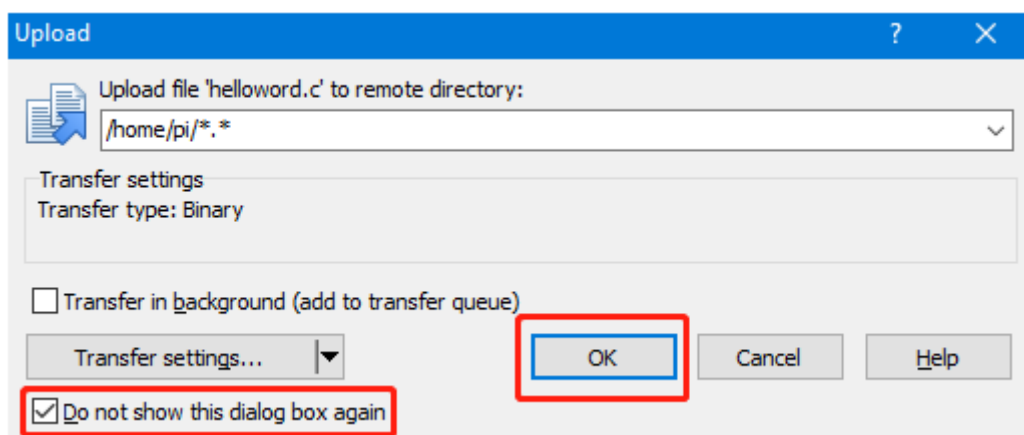 Upload
Upload file 'helloword.c' to remote directory:
/home/pi/*.*
Transfer settings
Transfer type: Binary
Transfer in background (add to transfer queue)
Transfer settings... OK Cancel Help
Do not show this dialog box again